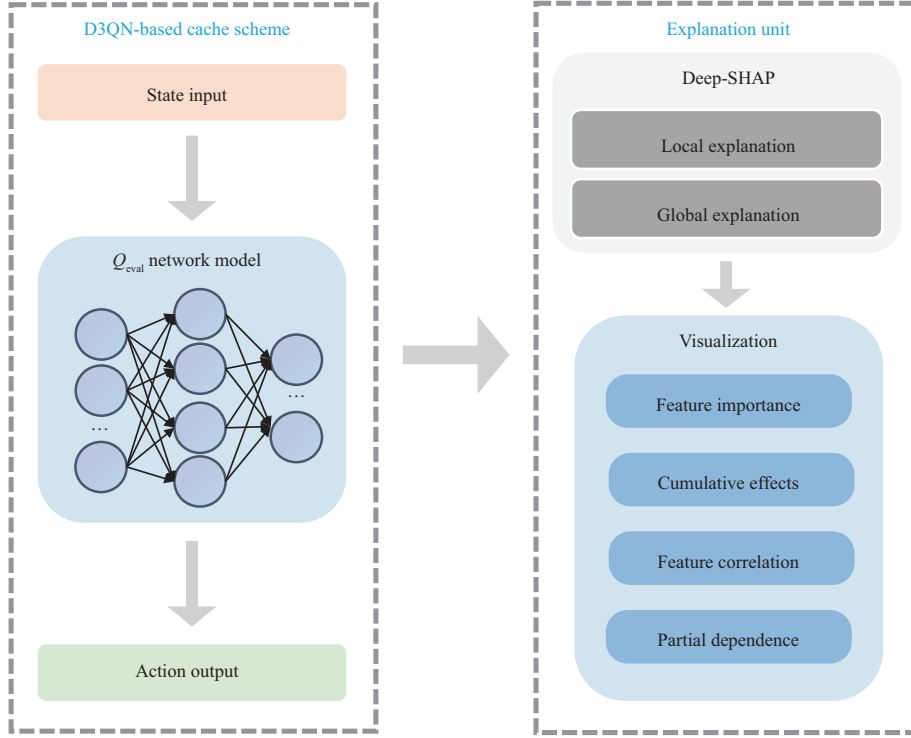 D3QN-based cache scheme
State input
Qeval network model
...
...
Action output
Explanation unit
Deep-SHAP
Local explanation
Global explanation
Visualization
Feature importance
Cumulative effects
Feature correlation
Partial dependence